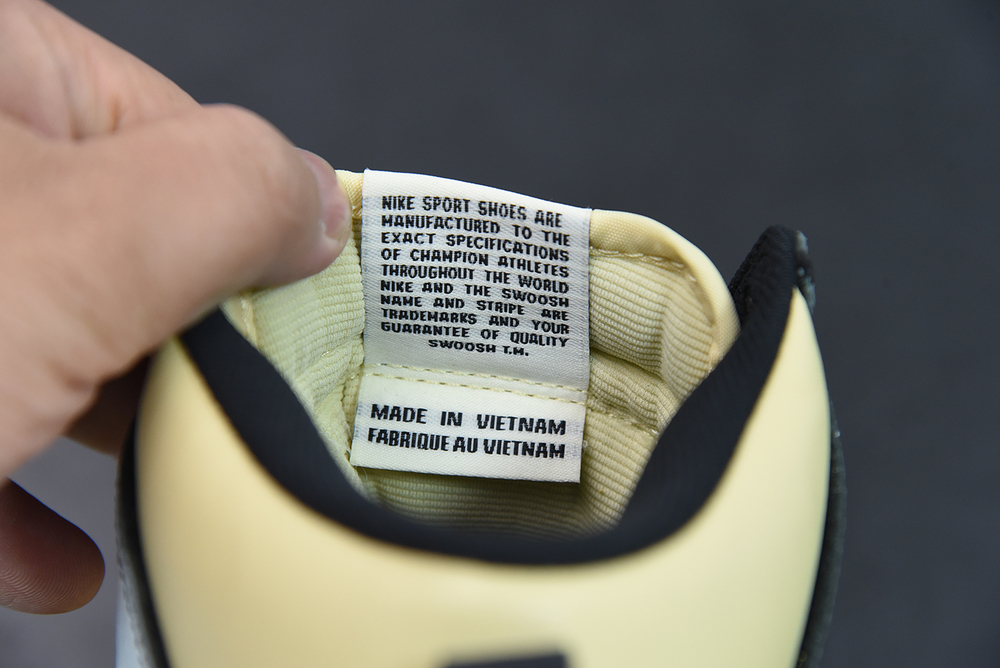 NIKE SPORT SHOES ARE
MANUFACTURED TO THE
EXACT SPECIFICATIONS
OF CHAMPION ATHLETES
THROUGHOUT THE WORLD
NIKE AND THE SWOOSH
NAME AND STRIPE ARE
TRADEMARKS AND YOUR
GUARANTEE OF QUALITY
SWOOSH T.M.
MADE IN VIETNAM
FABRIQUE AU VIETNAM